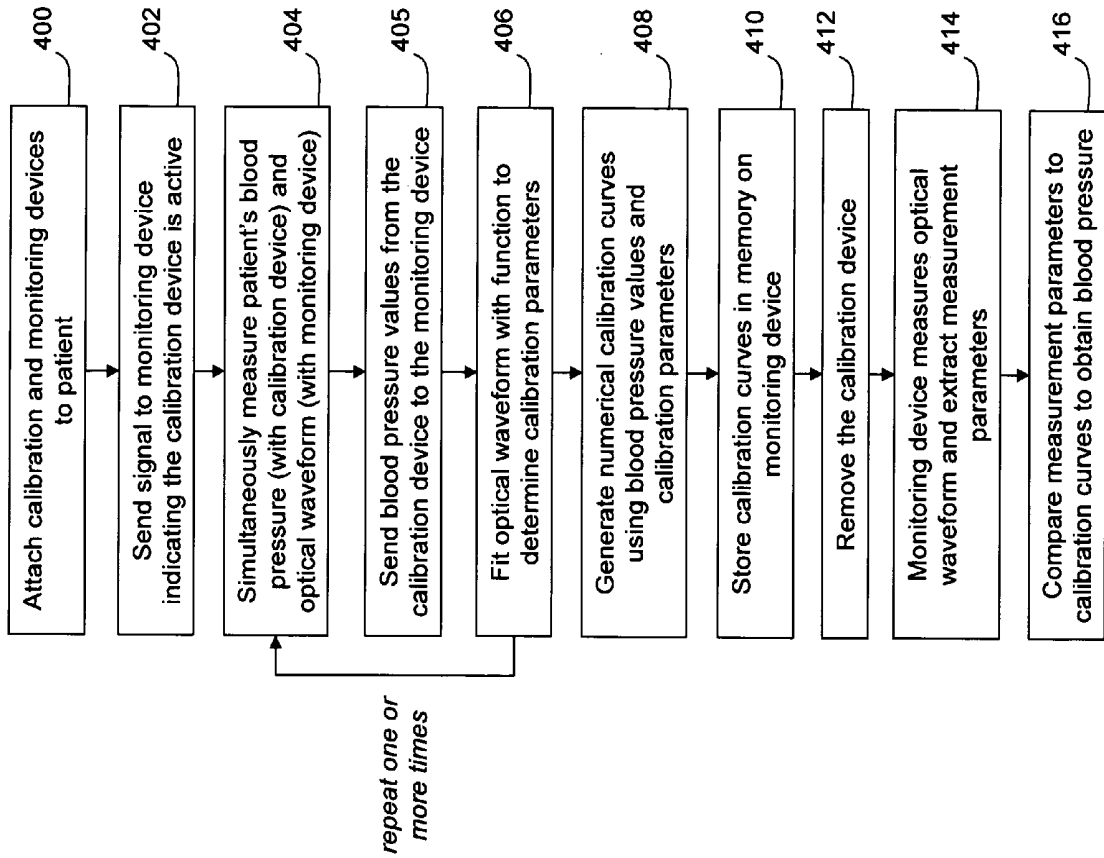 Attach calibration and monitoring devices
to patient
400
Send signal to monitoring device
indicating the calibration device is active
402
Simultaneously measure patient's blood
pressure (with calibration device) and
optical waveform (with monitoring device)
404
Send blood pressure values from the
calibration device to the monitoring device
405
Fit optical waveform with function to
determine calibration parameters
406
repeat one or
more times
Generate numerical calibration curves
using blood pressure values and
calibration parameters
408
Store calibration curves in memory on
monitoring device
410
Remove the calibration device
412
Monitoring device measures optical
waveform and extract measurement
parameters
414
Compare measurement parameters to
calibration curves to obtain blood pressure
416